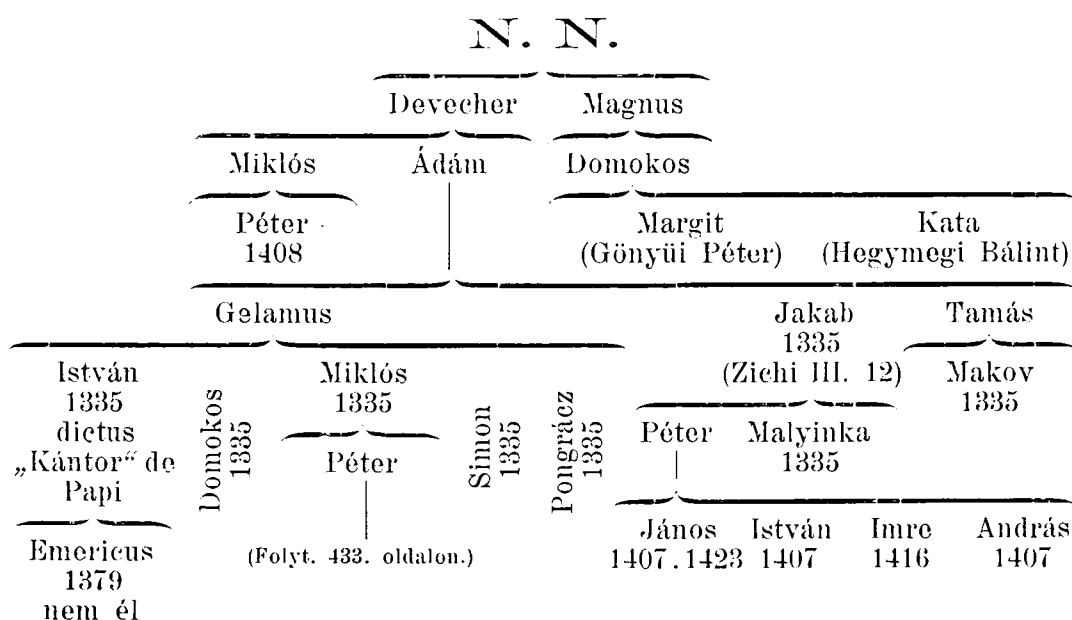 N. N.
Devecher Magnus
Miklós Ádám Domokos
Péter Margit Kata
1408 (Gönyüi Péter) (Hegymegi Bálint)
Gelamus Jakab Tamás
1335
István Miklós (Zichi III. 12) Makov
1335 1335 1335
dictus
„Kántor“ de
Papi
Domokos
1335
Péter
Simon
1335
Pongrácz
1335
Péter Malyinka
1335
Emericus (Folyt. 433. oldalon.) János István Imre András
1379 1407.1423 1407 1416 1407
nem él